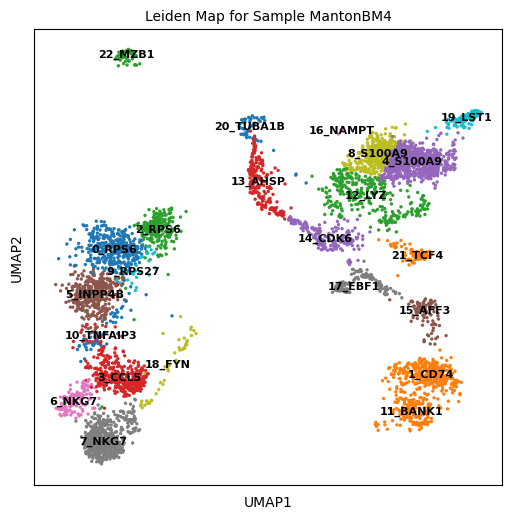 Leiden Map for Sample MantonBM4
22_MZB1
19_LST1
20_TUBA1B
16_NAMPT
8_S100A9
4_S100A9
13_AHSP
12_LYZ
2_RPS6
14_CDK6
0_RPS6
21_TCF4
9_RPS27
17_EBF1
5_INPP4B
15_AFF3
10_TNFAIP3
18_FYN
3_CCL5
1_CD74
6_NKG7
11_BANK1
7_NKG7
UMAP2
UMAP1